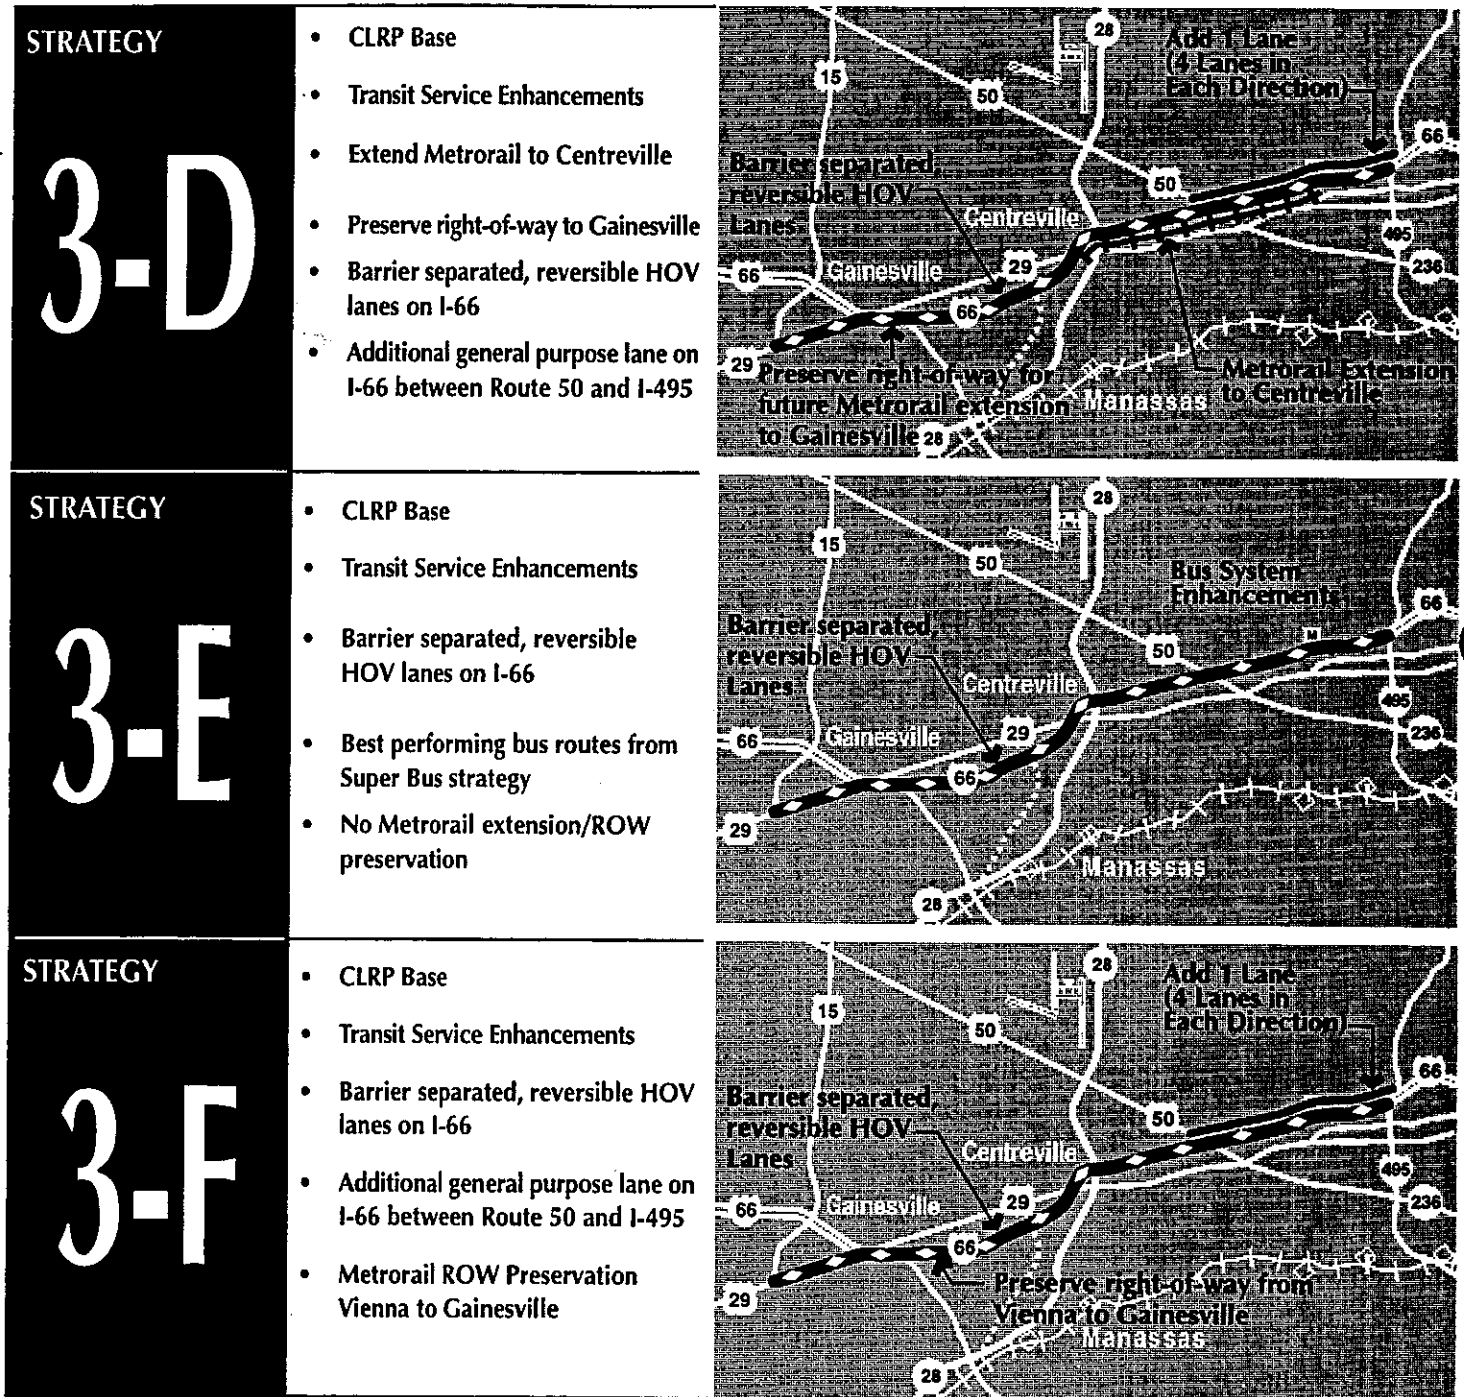 STRATEGY
3-D
• CLRP Base
• Transit Service Enhancements
• Extend Metrorail to Centreville
• Preserve right-of-way to Gainesville
• Barrier separated, reversible HOV
lanes on I-66
• Additional general purpose lane on
I-66 between Route 50 and I-495
28
Add 1 Lane
(4 Lanes in
Each Direction)
15
50
66
Barrier separated,
reversible HOV
Lanes
50
Centreville
495
66
Gainesville
29
236
66
29
Preserve right-of-way for
future Metrorail extension
to Gainesville
Metrorail Extension
to Centreville
Manassas
28
STRATEGY
3-E
• CLRP Base
• Transit Service Enhancements
• Barrier separated, reversible
HOV lanes on I-66
• Best performing bus routes from
Super Bus strategy
• No Metrorail extension/ROW
preservation
28
15
50
Bus System
Enhancements
66
Barrier separated,
reversible HOV
Lanes
M
50
Centreville
495
66
Gainesville
29
236
66
29
Manassas
28
STRATEGY
3-F
• CLRP Base
• Transit Service Enhancements
• Barrier separated, reversible HOV
lanes on I-66
• Additional general purpose lane on
I-66 between Route 50 and I-495
• Metrorail ROW Preservation
Vienna to Gainesville
28
Add 1 Lane
(4 Lanes in
Each Direction)
15
50
66
Barrier separated,
reversible HOV
Lanes
50
Centreville
495
66
Gainesville
29
236
66
29
Preserve right-of-way from
Vienna to Gainesville
Manassas
28